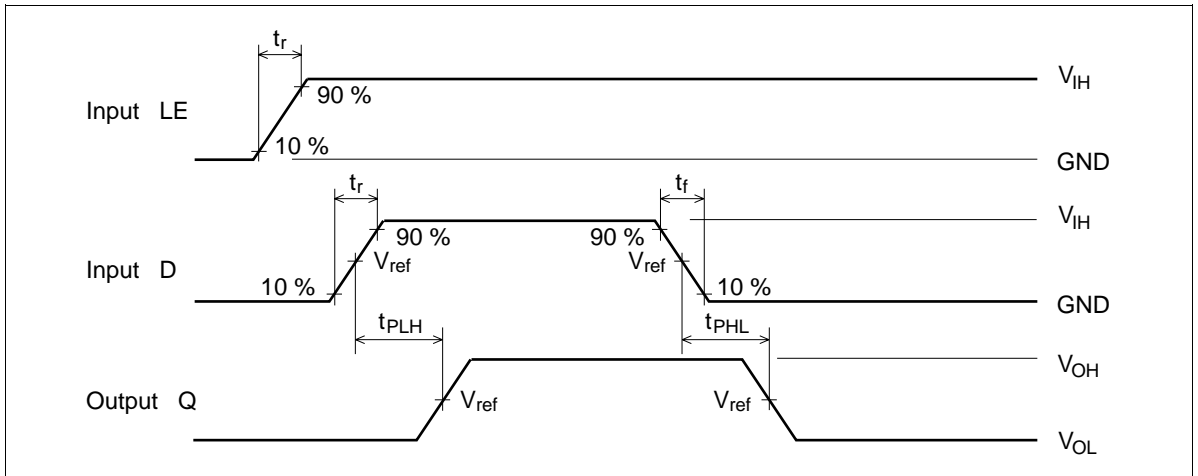 tr
VIH
90 %
Input LE
10 %
GND
tr
tf
VIH
90 %
90 %
Vref
Vref
Input D
10 %
10 %
GND
tPLH
tPHL
VOH
Output Q
Vref
Vref
VOL